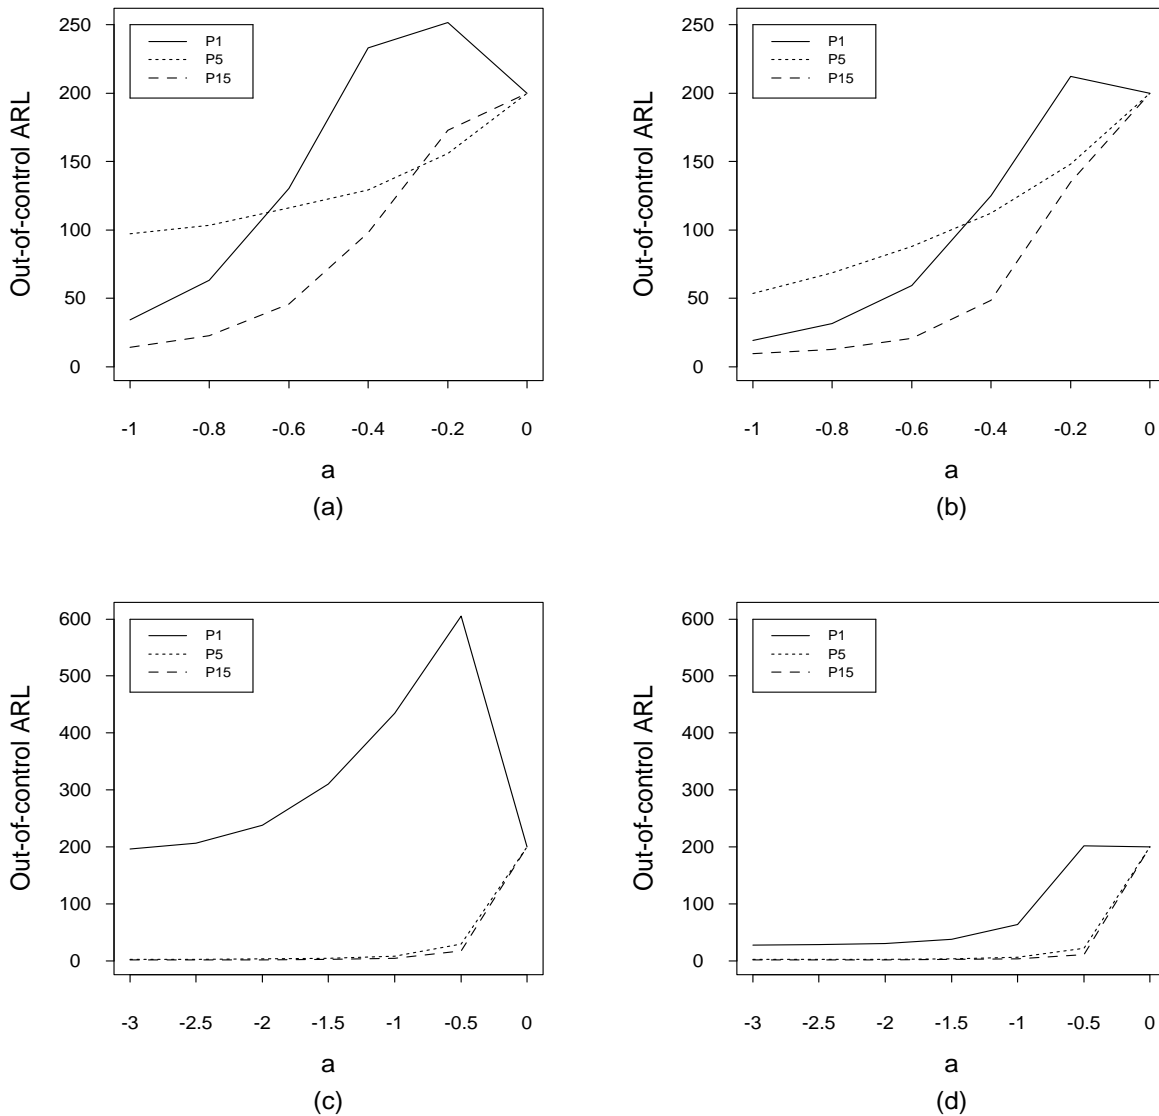 P1
P5
P15
Out-of-control ARL
250
200
150
100
50
0
-1 -0.8 -0.6 -0.4 -0.2 0
a
(a)
P1
P5
P15
Out-of-control ARL
250
200
150
100
50
0
-1 -0.8 -0.6 -0.4 -0.2 0
a
(b)
P1
P5
P15
Out-of-control ARL
600
500
400
300
200
100
0
-3 -2.5 -2 -1.5 -1 -0.5 0
a
(c)
P1
P5
P15
Out-of-control ARL
600
500
400
300
200
100
0
-3 -2.5 -2 -1.5 -1 -0.5 0
a
(d)